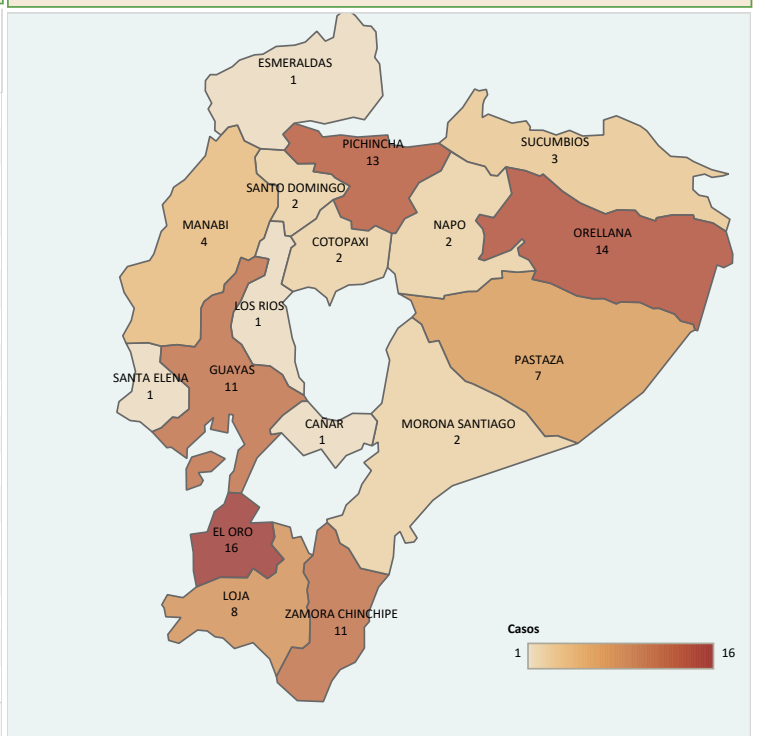 ESMERALDAS
1
PICHINCHA
13
SUCUMBIOS
3
SANTO DOMINGO
2
MANABI
4
COTOPAXI
2
NAPO
2
ORELLANA
14
LOS RIOS
1
PASTAZA
7
SANTA ELENA
1
GUAYAS
11
CAÑAR
1
MORONA SANTIAGO
2
EL ORO
16
LOJA
8
ZAMORA CHINCHIPE
11
Casos
1 16